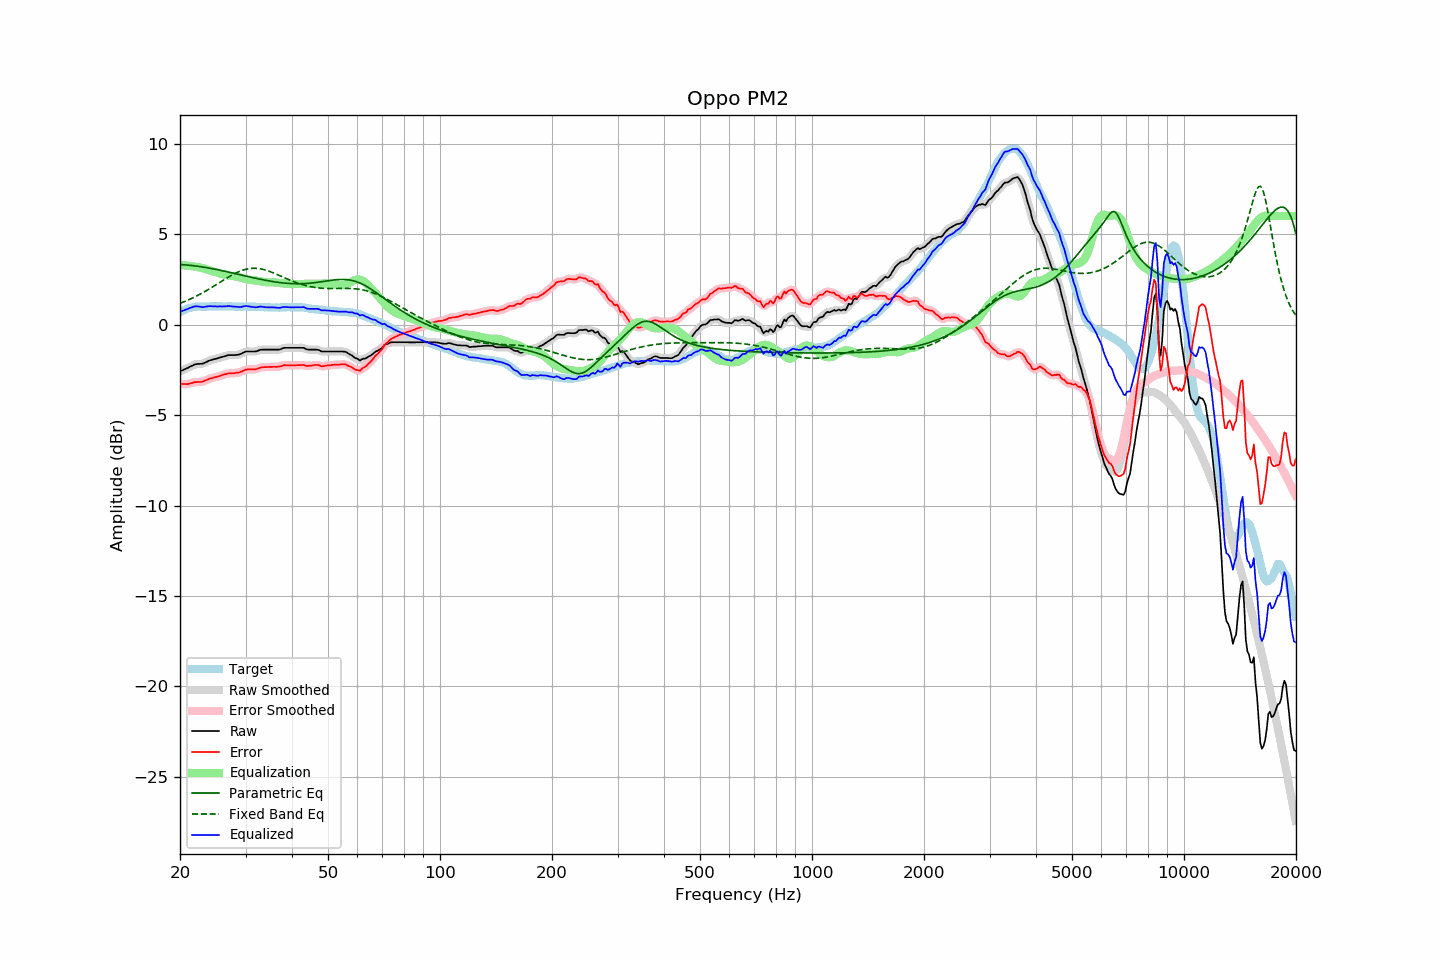 Oppo PM2
Amplitude (dBr)
10
5
0
−5
−10
−15
−20
−25
Target
Raw Smoothed
Error Smoothed
Raw
Error
Equalization
Parametric Eq
Fixed Band Eq
Equalized
20 50 100 200 500 1000 2000 5000 10000 20000
Frequency (Hz)